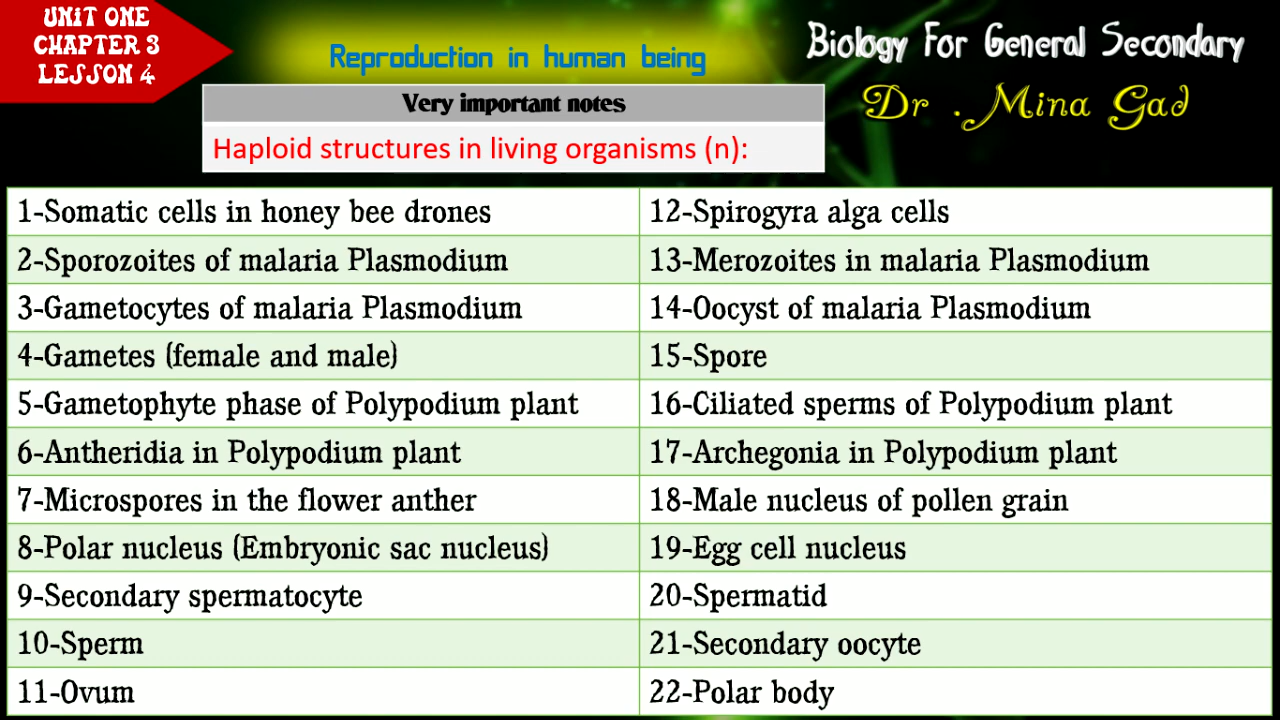 UNIT ONE
CHAPTER 3
LESSON 4
Reproduction in human being
Biology For General Secondary
Dr . Mina Gad
Very important notes
Haploid structures in living organisms (n):
1-Somatic cells in honey bee drones
12-Spirogyra alga cells
2-Sporozoites of malaria Plasmodium
13-Merozoites in malaria Plasmodium
3-Gametocytes of malaria Plasmodium
14-Oocyst of malaria Plasmodium
4-Gametes (female and male)
15-Spore
5-Gametophyte phase of Polypodium plant
16-Ciliated sperms of Polypodium plant
6-Antheridia in Polypodium plant
17-Archegonia in Polypodium plant
7-Microspores in the flower anther
18-Male nucleus of pollen grain
8-Polar nucleus (Embryonic sac nucleus)
19-Egg cell nucleus
9-Secondary spermatocyte
20-Spermatid
10-Sperm
21-Secondary oocyte
11-Ovum
22-Polar body